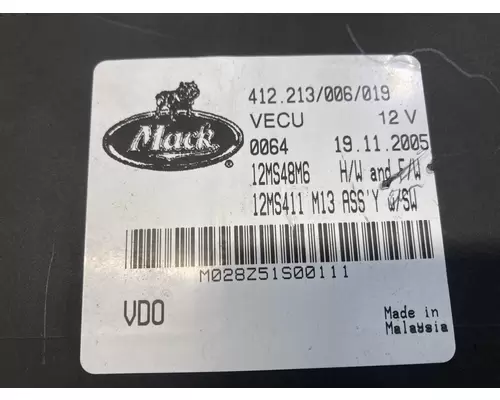 Mack ®
412.213/006/019
VECU 12 V
0064 19.11.2005
12MS48M6 H/W and F/W
12MS411 M13 ASS'Y W/SW
M028Z51S00111
VDO
Made in
Malaysia